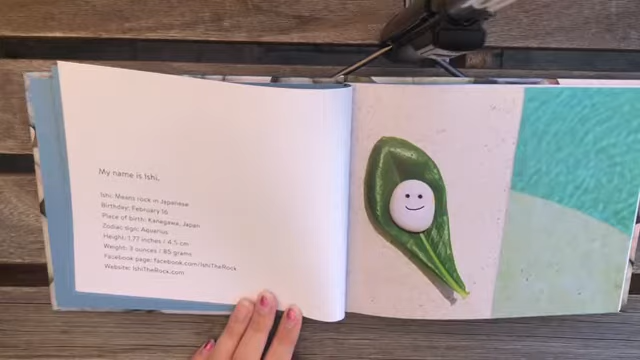 My name is Ishi.
Ishi: Means rock in Japanese
Birthday: February 16
Place of birth: Kanagawa, Japan
Zodiac sign: Aquarius
Height: 1.77 inches / 4.5 cm
Weight: 3 ounces / 85 grams
Facebook page: facebook.com/IshiTheRock
Website: IshiTheRock.com